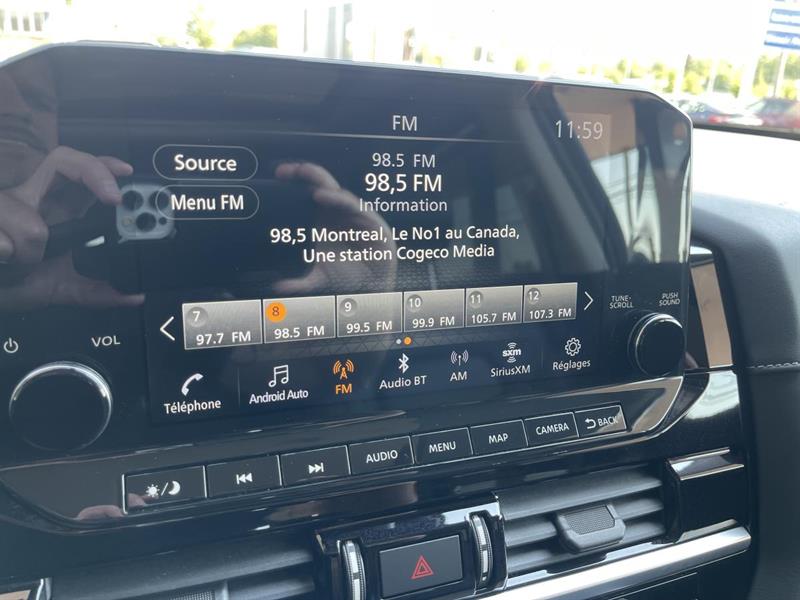 FM
11:59
Source
98.5 FM
98,5 FM
Menu FM
Information
98,5 Montreal, Le No1 au Canada,
Une station Cogeco Media
TUNE·
SCROLL
PUSH
SOUND
VOL
7 8 9 10 11 12
97.7 FM 98.5 FM 99.5 FM 99.9 FM 105.7 FM 107.3 FM
Téléphone Android Auto FM Audio BT AM SiriusXM Réglages
sxm
AUDIO MENU MAP CAMERA BACK